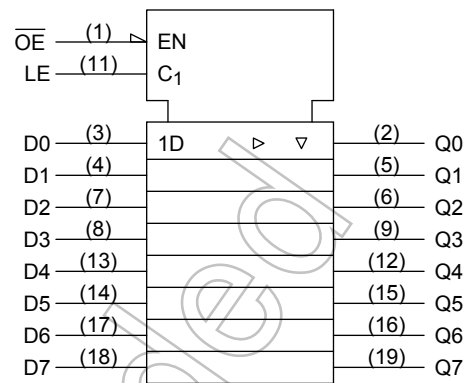 OE (1) EN
LE (11) C1
D0 (3) 1D (2) Q0
D1 (4) (5) Q1
D2 (7) (6) Q2
D3 (8) (9) Q3
D4 (13) (12) Q4
D5 (14) (15) Q5
D6 (17) (16) Q6
D7 (18) (19) Q7
ded